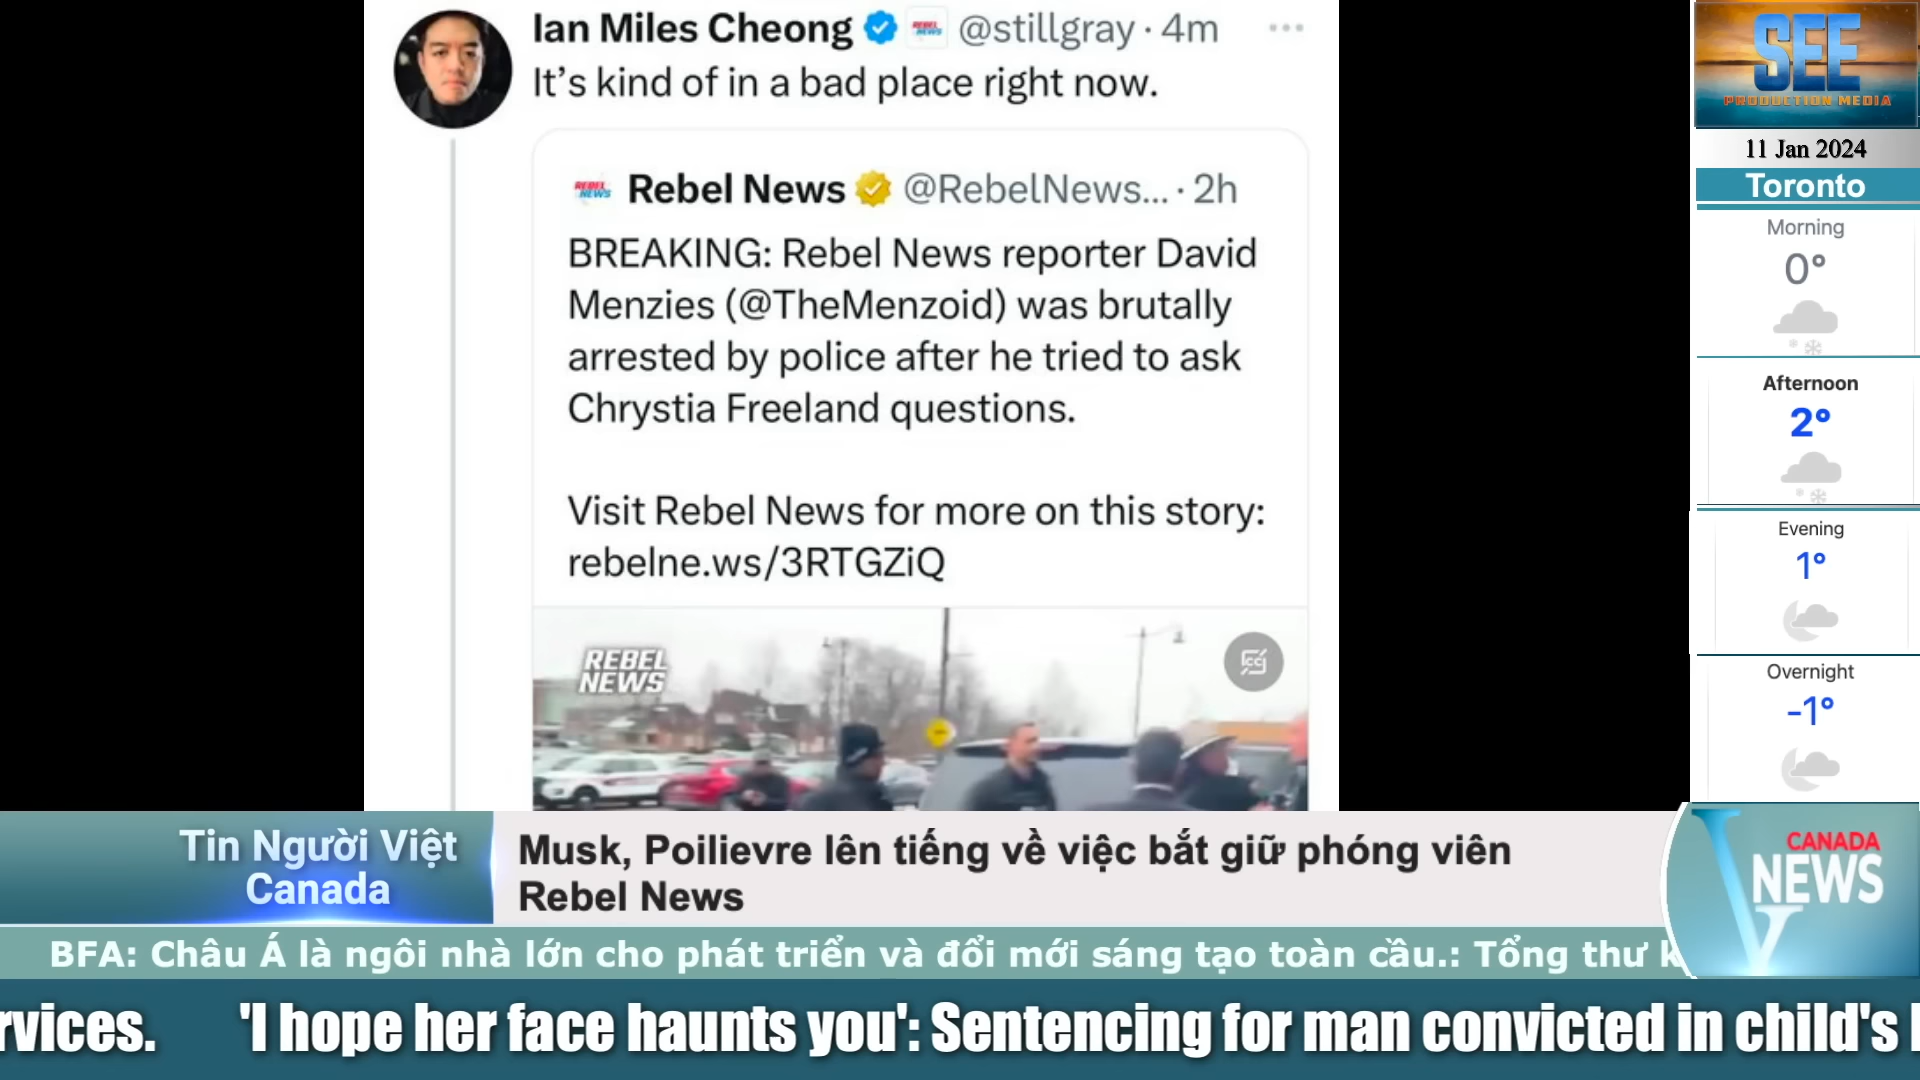 Ian Miles Cheong REBEL NEWS @stillgray · 4m
It's kind of in a bad place right now.
REBEL NEWS Rebel News @RebelNews... · 2h
BREAKING: Rebel News reporter David
Menzies (@TheMenzoid) was brutally
arrested by police after he tried to ask
Chrystia Freeland questions.
Visit Rebel News for more on this story:
rebelne.ws/3RTGZiQ
REBEL
NEWS
CC
SEE
PRODUCTION MEDIA
11 Jan 2024
Toronto
Morning
0°
Afternoon
2°
Evening
1°
Overnight
-1°
Tin Người Việt
Canada
Musk, Poilievre lên tiếng về việc bắt giữ phóng viên
Rebel News
CANADA
V NEWS
BFA: Châu Á là ngôi nhà lớn cho phát triển và đổi mới sáng tạo toàn cầu.: Tổng thư k
rvices. 'I hope her face haunts you': Sentencing for man convicted in child's